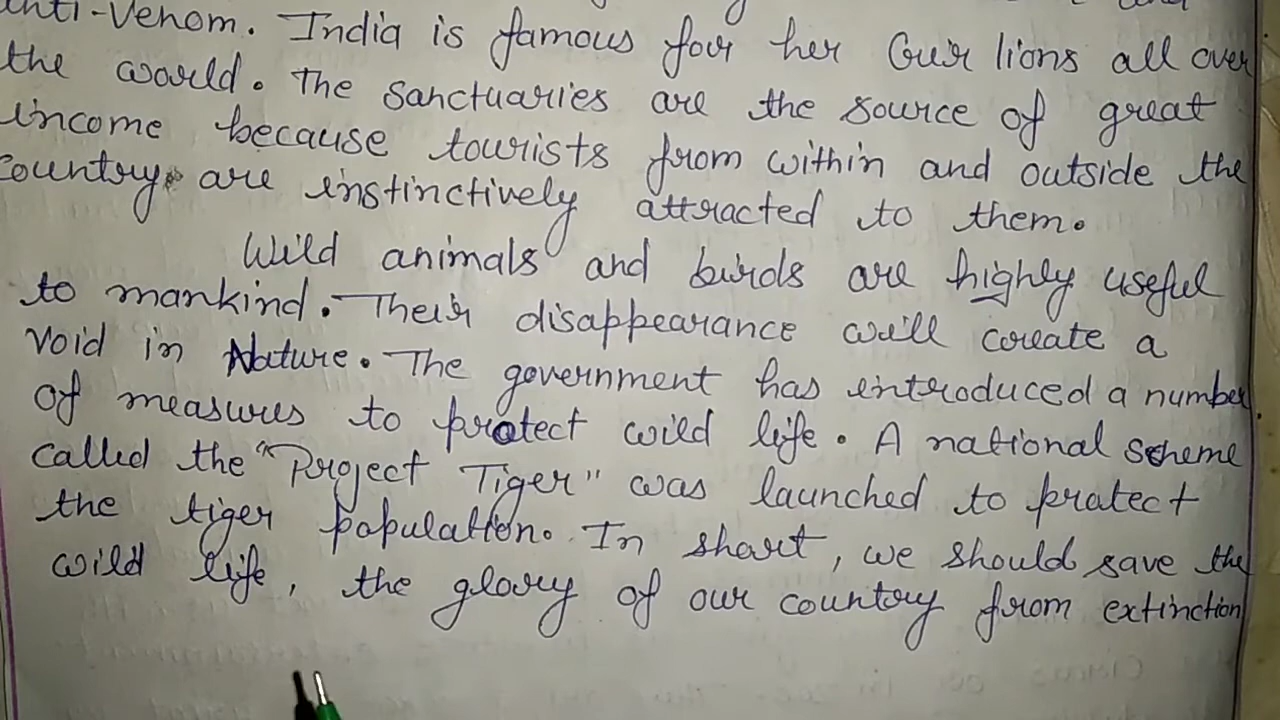 anti-Venom. India is famous for her Guir lions all over
the world. The sanctuaries are the source of great
income because tourists from within and outside the
country are instinctively attracted to them.
Wild animals and birds are highly useful
to mankind. Their disappearance will create a
void in Nature. The government has introduced a number
of measures to protect wild life. A national scheme
called the "Project Tiger" was launched to pratect
the tiger population. In short, we should save the
wild life, the glory of our country from extinction